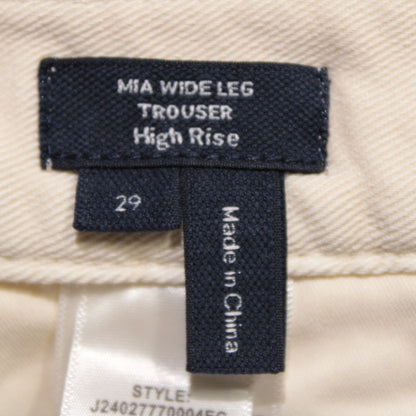 MIA WIDE LEG
TROUSER
High Rise
29
Made in China
STYLE: